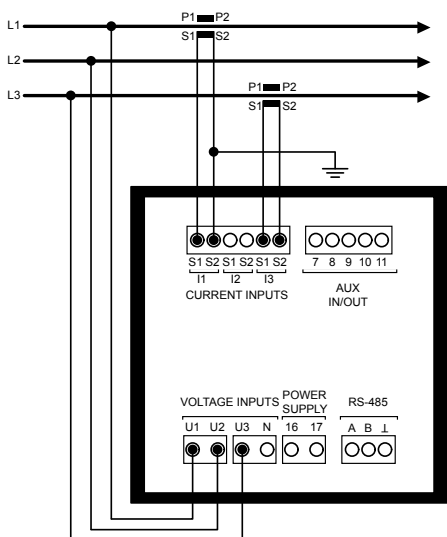 L1 P1 P2
S1 S2
L2
L3 P1 P2
S1 S2
S1 S2 S1 S2 S1 S2 7 8 9 10 11
I1 I2 I3
CURRENT INPUTS
AUX
IN/OUT
VOLTAGE INPUTS POWER
SUPPLY RS-485
U1 U2 U3 N 16 17 A B ⊥